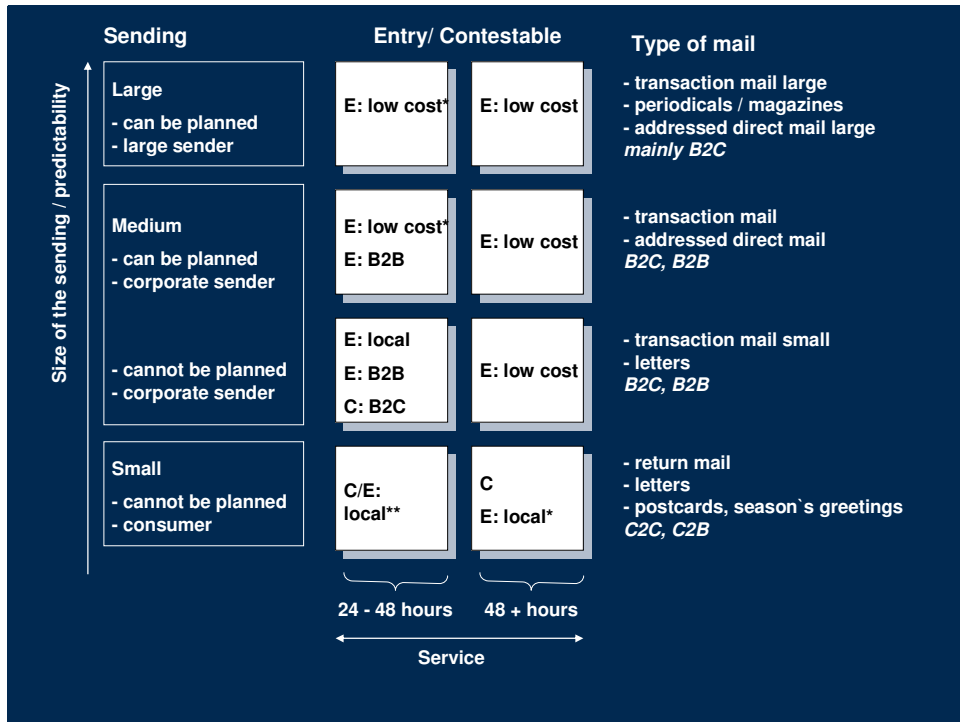 Sending
Entry/ Contestable
Type of mail
Size of the sending / predictability
Large
- can be planned
- large sender
E: low cost*
E: low cost
- transaction mail large
- periodicals / magazines
- addressed direct mail large
mainly B2C
Medium
- can be planned
- corporate sender
E: low cost*
E: B2B
E: low cost
- transaction mail
- addressed direct mail
B2C, B2B
- cannot be planned
- corporate sender
E: local
E: B2B
C: B2C
E: low cost
- transaction mail small
- letters
B2C, B2B
Small
- cannot be planned
- consumer
C/E:
local**
C
E: local*
- return mail
- letters
- postcards, season`s greetings
C2C, C2B
24 - 48 hours
48 + hours
Service